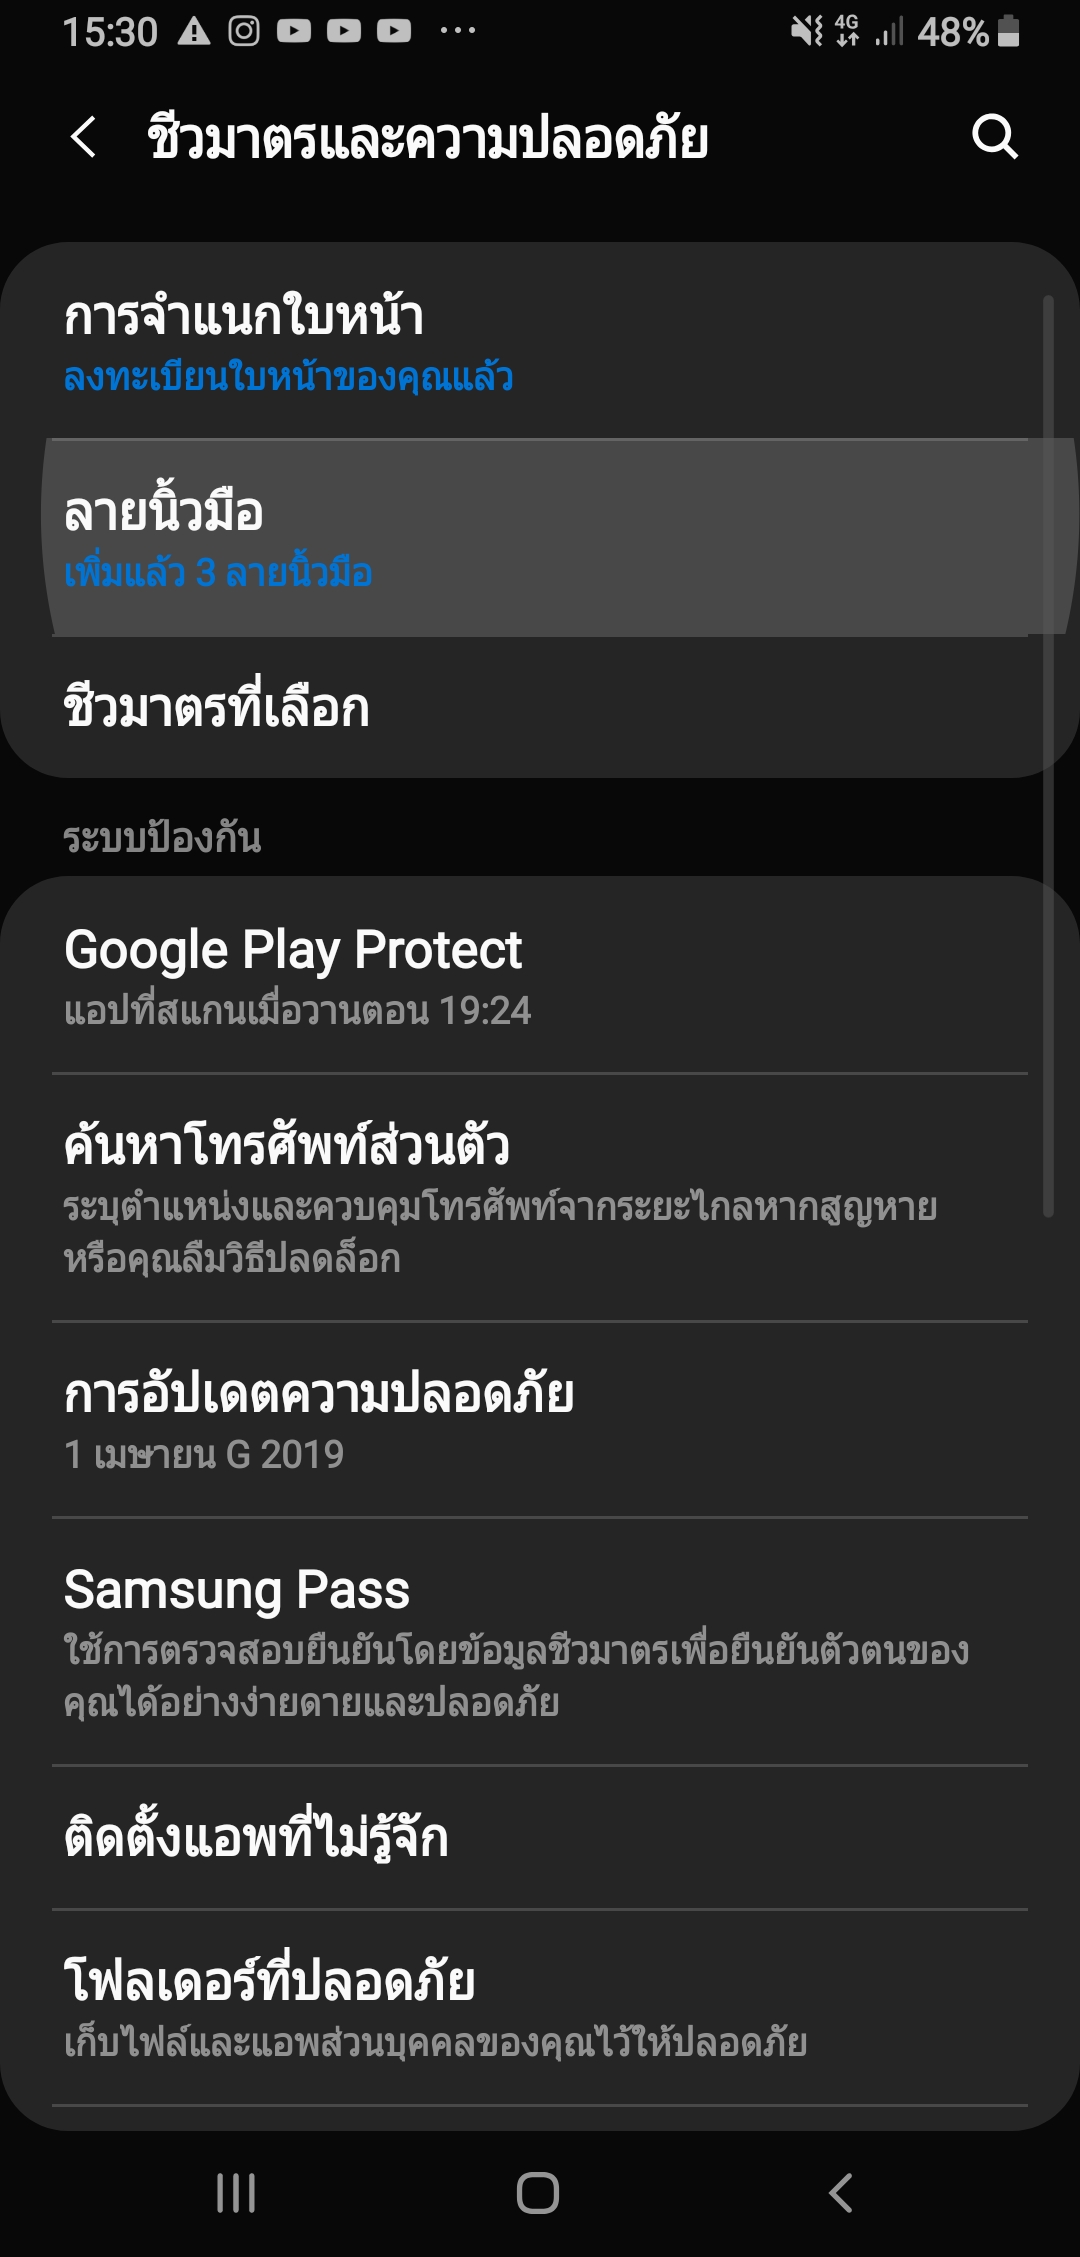 15:30
4G
48%
ชีวมาตรและความปลอดภัย
การจำแนกใบหน้า
ลงทะเบียนใบหน้าของคุณแล้ว
ลายนิ้วมือ
เพิ่มแล้ว 3 ลายนิ้วมือ
ชีวมาตรที่เลือก
ระบบป้องกัน
Google Play Protect
แอปที่สแกนเมื่อวานตอน 19:24
ค้นหาโทรศัพท์ส่วนตัว
ระบุตำแหน่งและควบคุมโทรศัพท์จากระยะไกลหากสูญหาย
หรือคุณลืมวิธีปลดล็อก
การอัปเดตความปลอดภัย
1 เมษายน G 2019
Samsung Pass
ใช้การตรวจสอบยืนยันโดยข้อมูลชีวมาตรเพื่อยืนยันตัวตนของ
คุณได้อย่างง่ายดายและปลอดภัย
ติดตั้งแอพที่ไม่รู้จัก
โฟลเดอร์ที่ปลอดภัย
เก็บไฟล์และแอพส่วนบุคคลของคุณไว้ให้ปลอดภัย